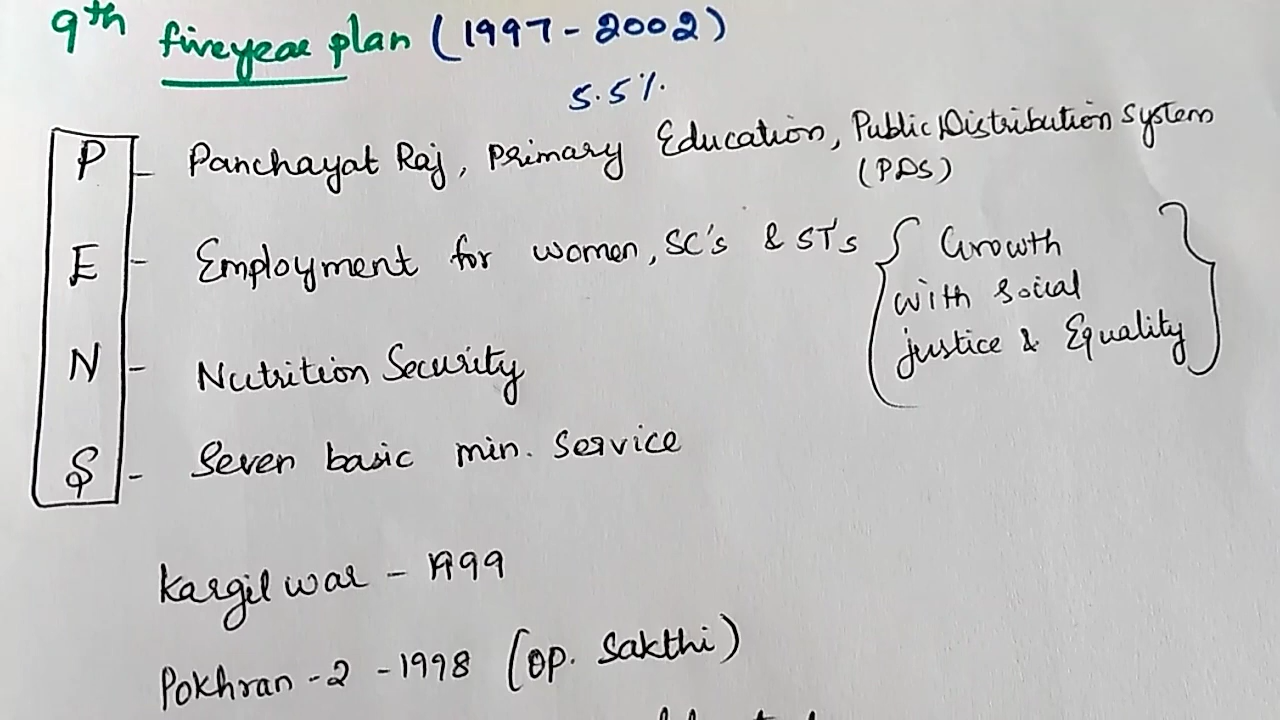 9th five year plan (1997-2002)
5.5%.
P - Panchayat Raj, Primary Education, Public Distribution System
(PDS)
E - Employment for women, SC's & ST's
N - Nutrition Security
S - Seven basic min. Service
{ Growth
with social
justice & Equality }
Kargil war - 1999
Pokhran-2 - 1998 (op. Sakthi)